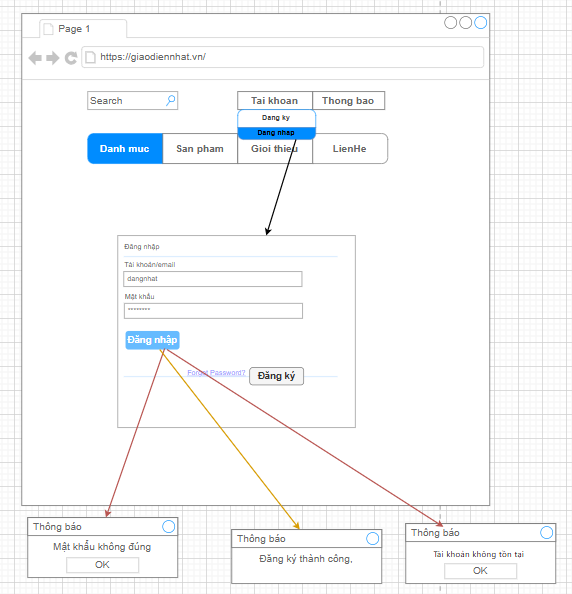 Page 1
https://giaodiennhat.vn/
Search
Tai khoan
Thong bao
Dang ky
Dang nhap
Danh muc
San pham
Gioi thieu
LienHe
Đăng nhập
Tài khoản/email
dangnhat
Mật khẩu
********
Đăng nhập
Forgot Password?
Đăng ký
Thông báo
Mật khẩu không đúng
OK
Thông báo
Đăng ký thành công,
Thông báo
Tài khoản không tồn tại
OK